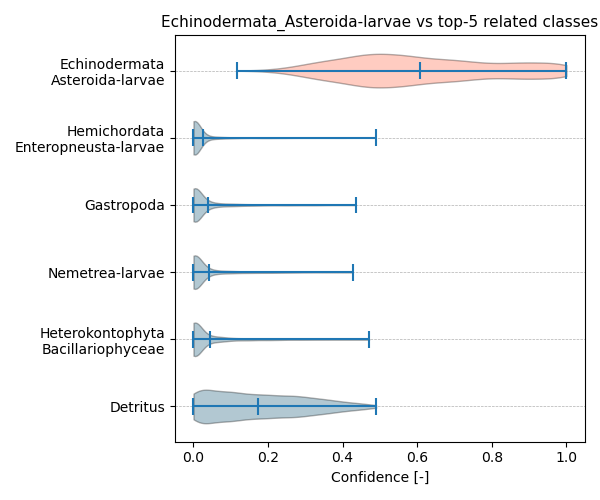 Echinodermata_Asteroida-larvae vs top-5 related classes
Echinodermata
Asteroida-larvae
Hemichordata
Enteropneusta-larvae
Gastropoda
Nemetrea-larvae
Heterokontophyta
Bacillariophyceae
Detritus
0.0 0.2 0.4 0.6 0.8 1.0
Confidence [-]